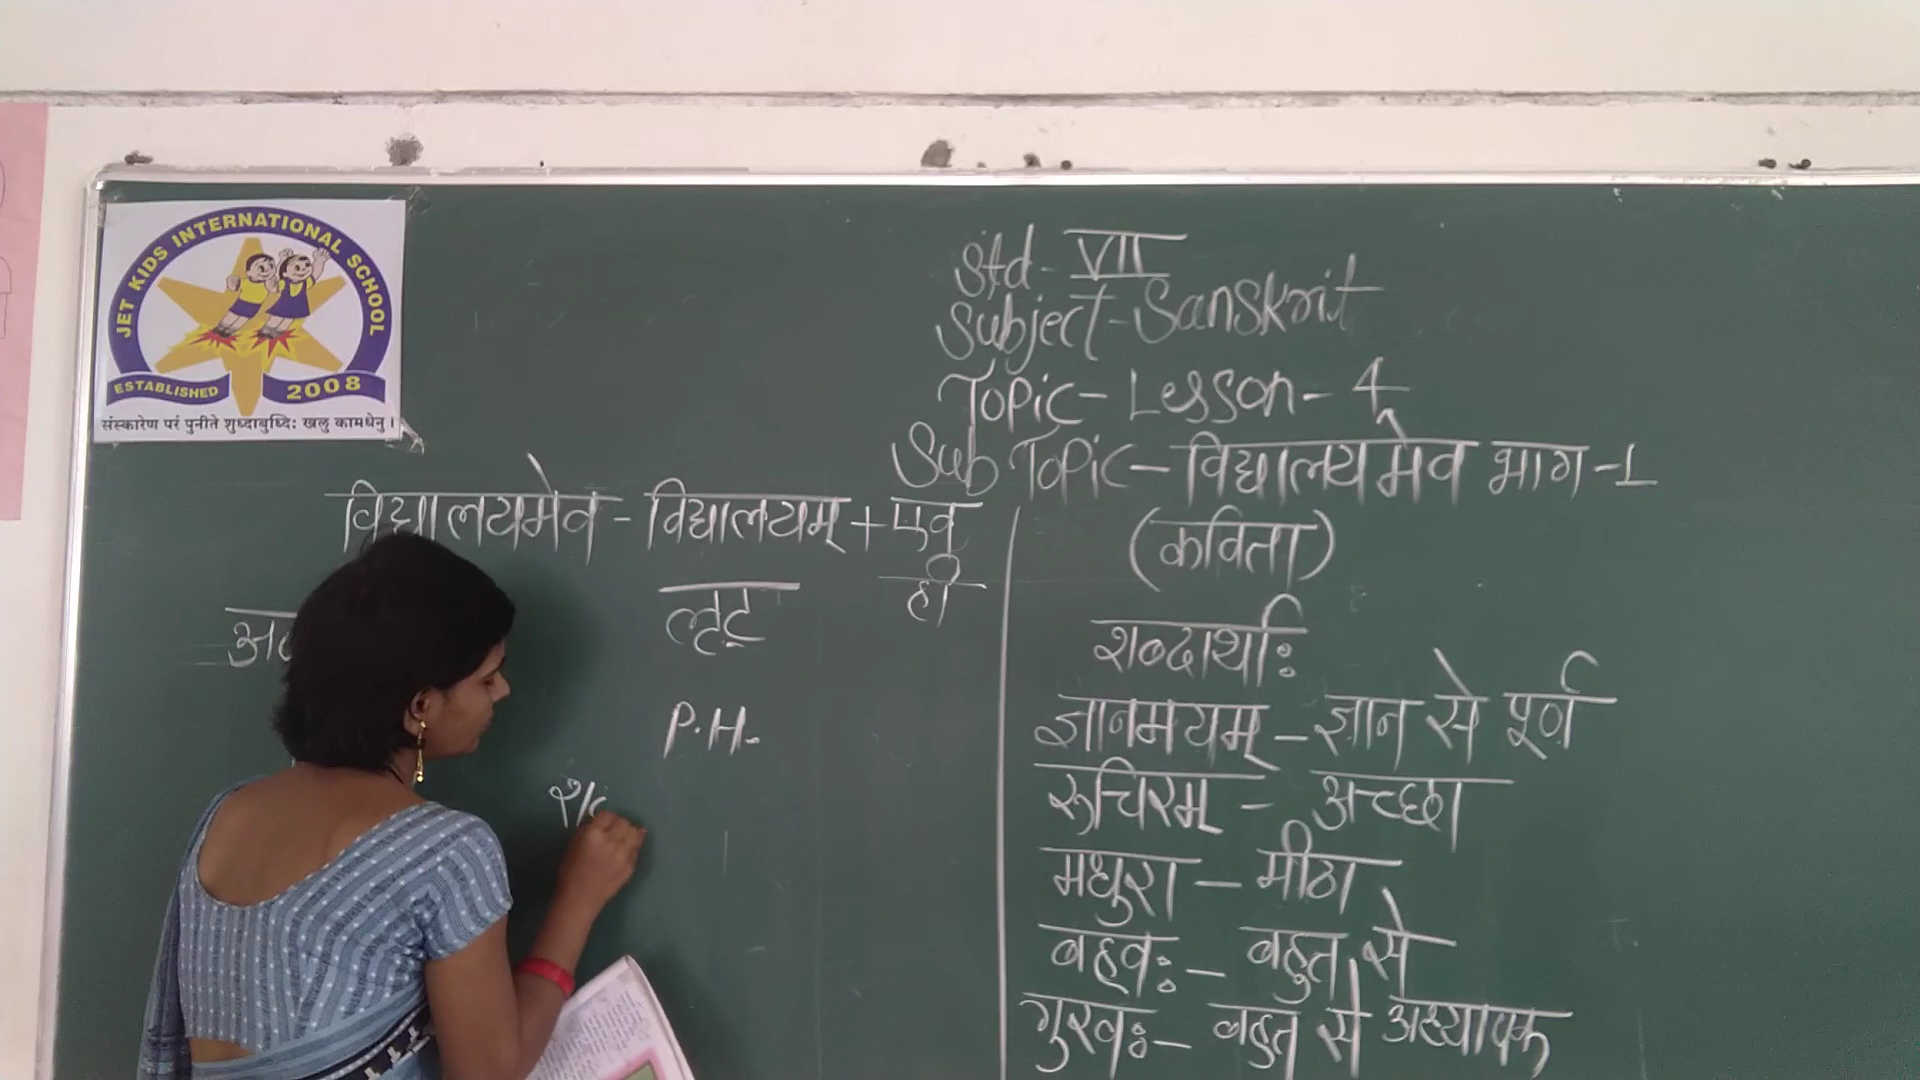 JET KIDS INTERNATIONAL SCHOOL
ESTABLISHED 2008
संस्कारेण परं पुनीते शुध्दाबुध्दि: खलु कामधेनु।
Std - VII
Subject - Sanskrit
Topic - Lesson - 4
Sub Topic - विद्यालयमेव भाग - 1
(कविता)
विद्यालयमेव - विद्यालयम् + एव
ही
लृट्
P.H.
शब्दार्थाः
ज्ञानमयम् - ज्ञान से पूर्ण
रुचिरम् - अच्छा
मधुरा - मीठा
बहवः - बहुत से
गुरवः - बहुत से अध्यापक